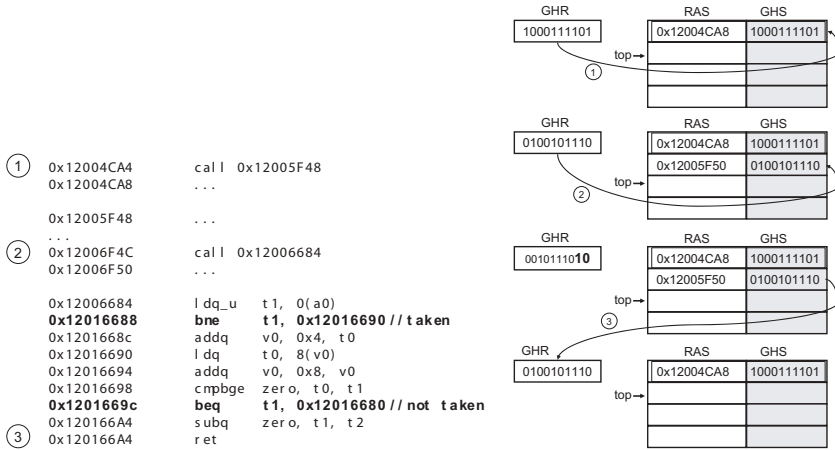 1 0x12004CA4 call 0x12005F48
0x12004CA8 ...
0x12005F48 ...
...
2 0x12006F4C call 0x12006684
0x12006F50 ...
0x12006684 ldq_u t1, 0(a0)
0x12016688 bne t1, 0x12016690 // taken
0x1201668c addq v0, 0x4, t0
0x12016690 ldq t0, 8(v0)
0x12016694 addq v0, 0x8, v0
0x12016698 cmpbge zero, t0, t1
0x1201669c beq t1, 0x12016680 // not taken
0x120166A4 subq zero, t1, t2
3 0x120166A4 ret
GHR RAS GHS
1000111101 0x12004CA8 1000111101
top
1
GHR RAS GHS
0100101110 0x12004CA8 1000111101
0x12005F50 0100101110
top
2
GHR RAS GHS
0010111010 0x12004CA8 1000111101
0x12005F50 0100101110
top
3
GHR RAS GHS
0100101110 0x12004CA8 1000111101
top